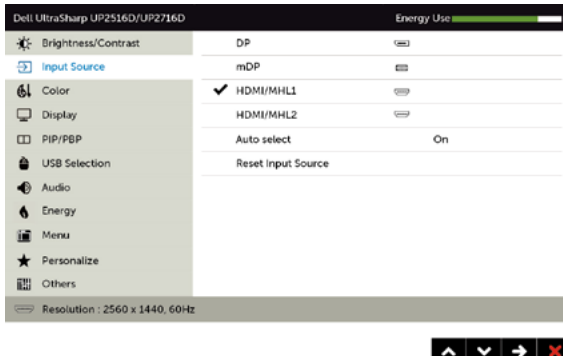 Dell UltraSharp UP2516D/UP2716D Energy Use
Brightness/Contrast
Input Source
Color
Display
PIP/PBP
USB Selection
Audio
Energy
Menu
Personalize
Others
DP
mDP
HDMI/MHL1
HDMI/MHL2
Auto select On
Reset Input Source
Resolution : 2560 x 1440, 60Hz